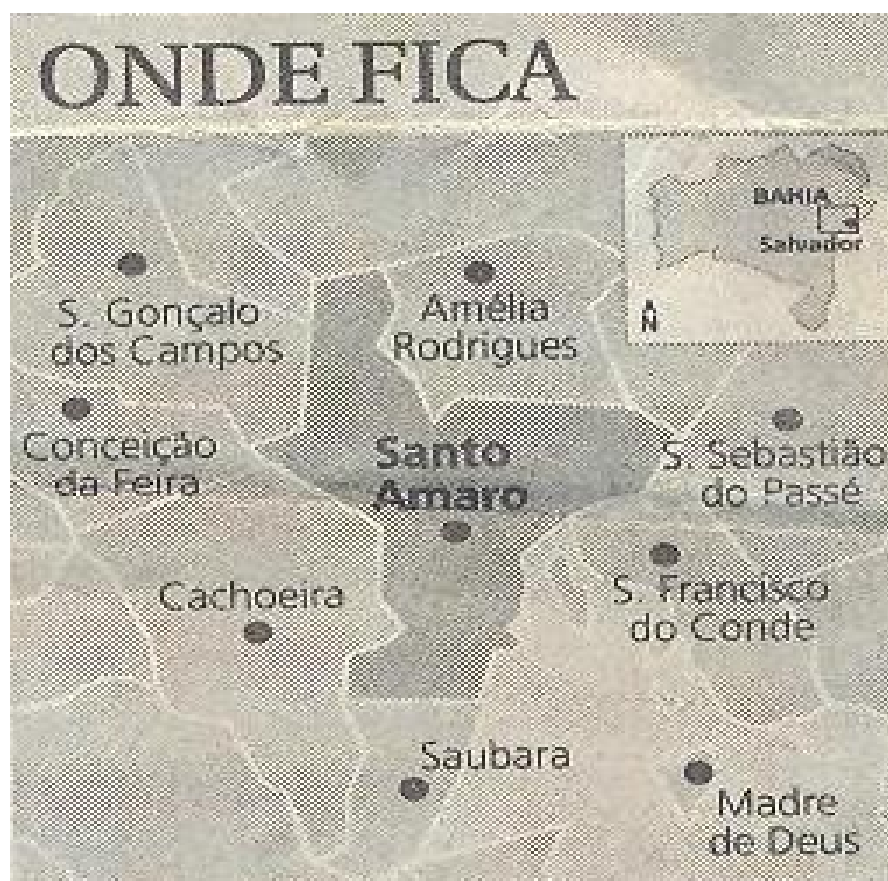 ONDE FICA
BAHIA
Salvador
N
S. Gonçalo
dos Campos
Amélia
Rodrigues
Conceição
da Feira
Santo
Amaro
S. Sebastião
do Passé
Cachoeira
S. Francisco
do Conde
Saubara
Madre
de Deus